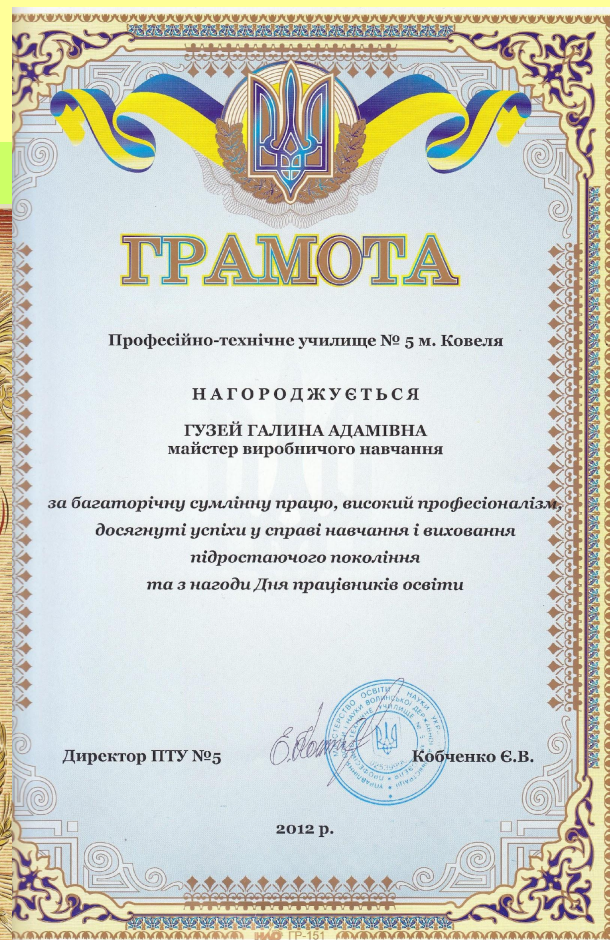 ГРАМОТА
Професійно-технічне училище № 5 м. Ковеля
НАГОРОДЖУЄТЬСЯ
ГУЗЕЙ ГАЛИНА АДАМІВНА
майстер виробничого навчання
за багаторічну сумлінну працю, високий професіоналізм,
досягнуті успіхи у справі навчання і виховання
підростаючого покоління
та з нагоди Дня працівників освіти
Директор ПТУ №5 Кобченко Є.В.
2012 р.
ГР-151